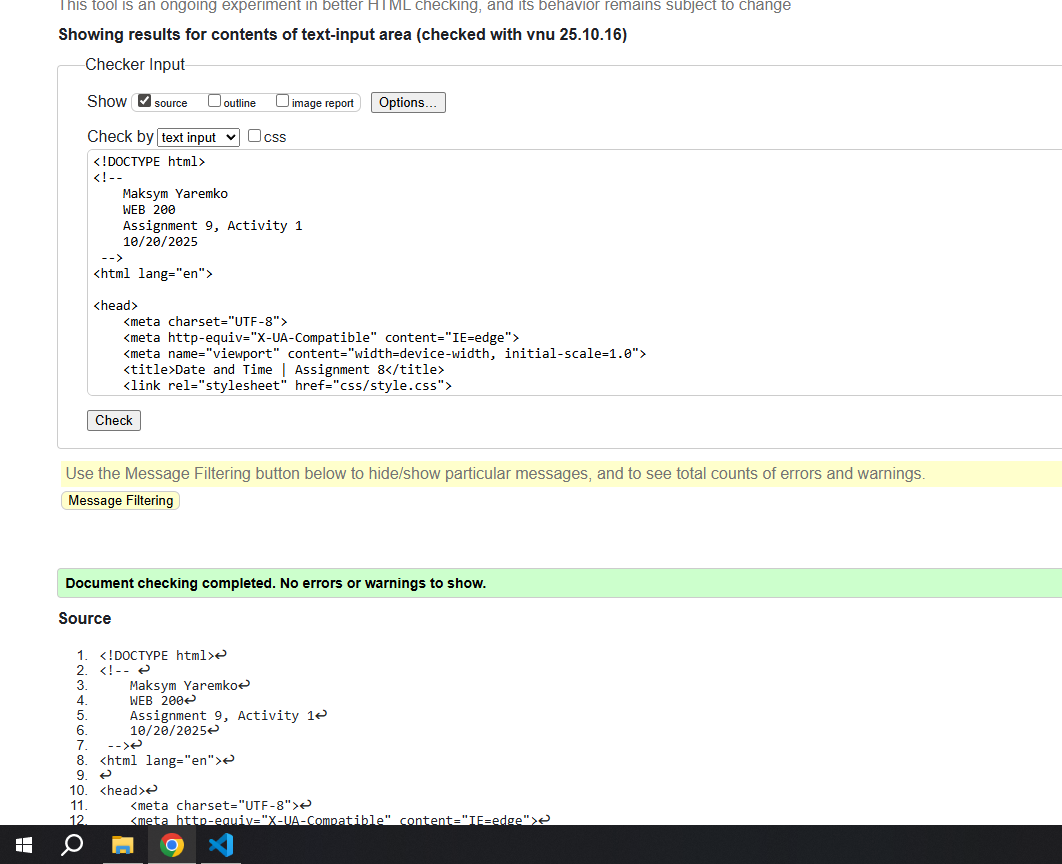 This tool is an ongoing experiment in better HTML checking, and its behavior remains subject to change
Showing results for contents of text-input area (checked with vnu 25.10.16)
Checker Input
Show source outline image report Options...
Check by text input css
<!DOCTYPE html>
<!--
    Maksym Yaremko
    WEB 200
    Assignment 9, Activity 1
    10/20/2025
 -->
<html lang="en">

<head>
    <meta charset="UTF-8">
    <meta http-equiv="X-UA-Compatible" content="IE=edge">
    <meta name="viewport" content="width=device-width, initial-scale=1.0">
    <title>Date and Time | Assignment 8</title>
    <link rel="stylesheet" href="css/style.css">
Check
Use the Message Filtering button below to hide/show particular messages, and to see total counts of errors and warnings.
Message Filtering
Document checking completed. No errors or warnings to show.
Source
1. <!DOCTYPE html>↩
2. <!-- ↩
3.     Maksym Yaremko↩
4.     WEB 200↩
5.     Assignment 9, Activity 1↩
6.     10/20/2025↩
7.  -->↩
8. <html lang="en">↩
9. ↩
10. <head>↩
11.     <meta charset="UTF-8">↩
12.     <meta http-equiv="X-UA-Compatible" content="IE=edge">↩